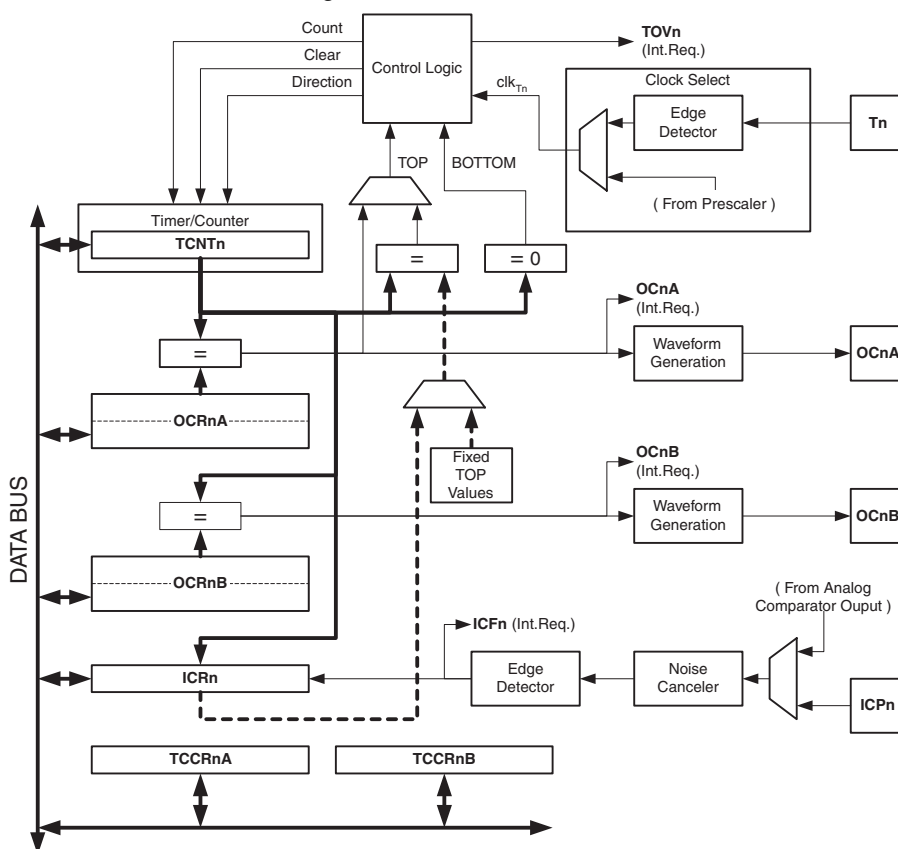 Count
Clear
Direction
Control Logic
TOVn
(Int.Req.)
clkTn
Clock Select
Edge
Detector
Tn
( From Prescaler )
TOP
BOTTOM
Timer/Counter
TCNTn
=
= 0
OCnA
(Int.Req.)
=
Waveform
Generation
OCnA
OCRnA
Fixed
TOP
Values
OCnB
(Int.Req.)
=
Waveform
Generation
OCnB
OCRnB
DATA BUS
( From Analog
Comparator Ouput )
ICFn (Int.Req.)
ICRn
Edge
Detector
Noise
Canceler
ICPn
TCCRnA
TCCRnB